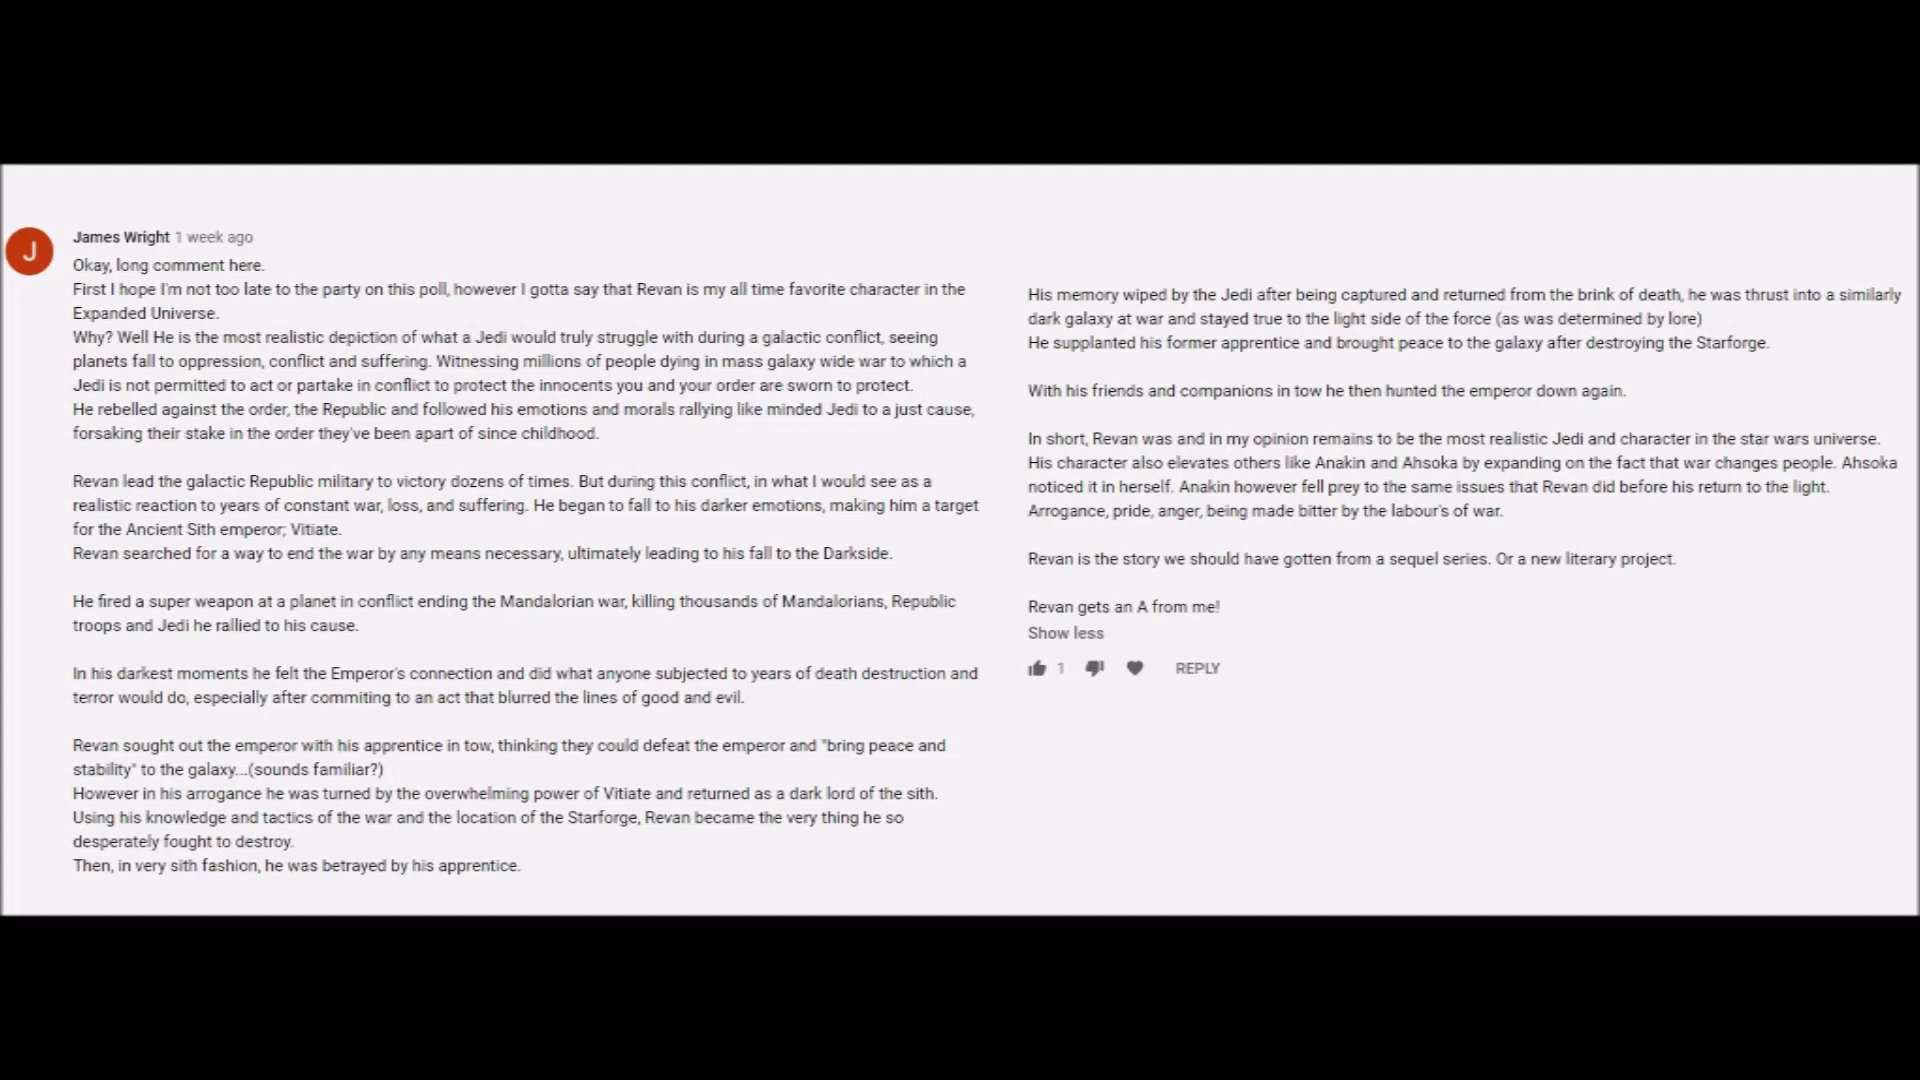 J
James Wright 1 week ago
Okay, long comment here.
First I hope I'm not too late to the party on this poll, however I gotta say that Revan is my all time favorite character in the
Expanded Universe.
Why? Well He is the most realistic depiction of what a Jedi would truly struggle with during a galactic conflict, seeing
planets fall to oppression, conflict and suffering. Witnessing millions of people dying in mass galaxy wide war to which a
Jedi is not permitted to act or partake in conflict to protect the innocents you and your order are sworn to protect.
He rebelled against the order, the Republic and followed his emotions and morals rallying like minded Jedi to a just cause,
forsaking their stake in the order they've been apart of since childhood.
Revan lead the galactic Republic military to victory dozens of times. But during this conflict, in what I would see as a
realistic reaction to years of constant war, loss, and suffering. He began to fall to his darker emotions, making him a target
for the Ancient Sith emperor, Vitiate.
Revan searched for a way to end the war by any means necessary, ultimately leading to his fall to the Darkside.
He fired a super weapon at a planet in conflict ending the Mandalorian war, killing thousands of Mandalorians, Republic
troops and Jedi he rallied to his cause.
In his darkest moments he felt the Emperor's connection and did what anyone subjected to years of death destruction and
terror would do, especially after commiting to an act that blurred the lines of good and evil.
Revan sought out the emperor with his apprentice in tow, thinking they could defeat the emperor and "bring peace and
stability" to the galaxy...(sounds familiar?)
However in his arrogance he was turned by the overwhelming power of Vitiate and returned as a dark lord of the sith.
Using his knowledge and tactics of the war and the location of the Starforge, Revan became the very thing he so
desperately fought to destroy.
Then, in very sith fashion, he was betrayed by his apprentice.
His memory wiped by the Jedi after being captured and returned from the brink of death, he was thrust into a similarly
dark galaxy at war and stayed true to the light side of the force (as was determined by lore)
He supplanted his former apprentice and brought peace to the galaxy after destroying the Starforge.
With his friends and companions in tow he then hunted the emperor down again.
In short, Revan was and in my opinion remains to be the most realistic Jedi and character in the star wars universe.
His character also elevates others like Anakin and Ahsoka by expanding on the fact that war changes people. Ahsoka
noticed it in herself. Anakin however fell prey to the same issues that Revan did before his return to the light.
Arrogance, pride, anger, being made bitter by the labour's of war.
Revan is the story we should have gotten from a sequel series. Or a new literary project.
Revan gets an A from me!
Show less
1 REPLY